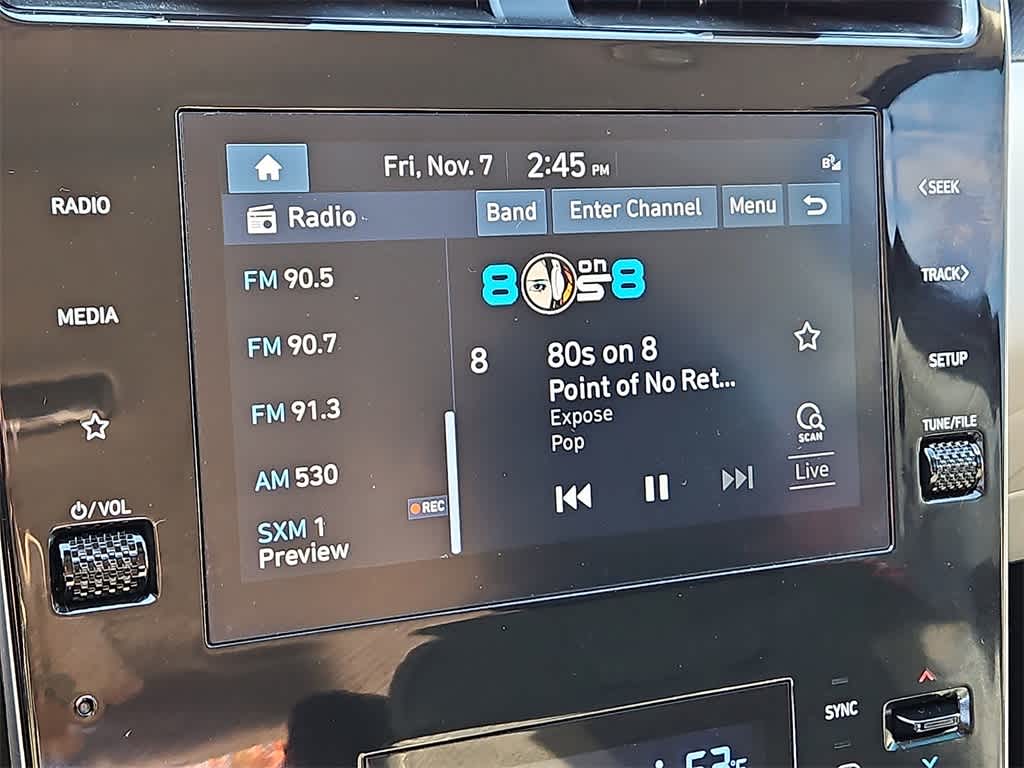 Fri, Nov. 7 2:45 PM
Radio Band Enter Channel Menu
FM 90.5
FM 90.7
FM 91.3
AM 530
SXM 1
Preview
REC
80s on 8
8 80s on 8
Point of No Ret...
Expose
Pop
SCAN
Live
RADIO
MEDIA
/VOL
<SEEK
TRACK>
SETUP
TUNE/FILE
SYNC